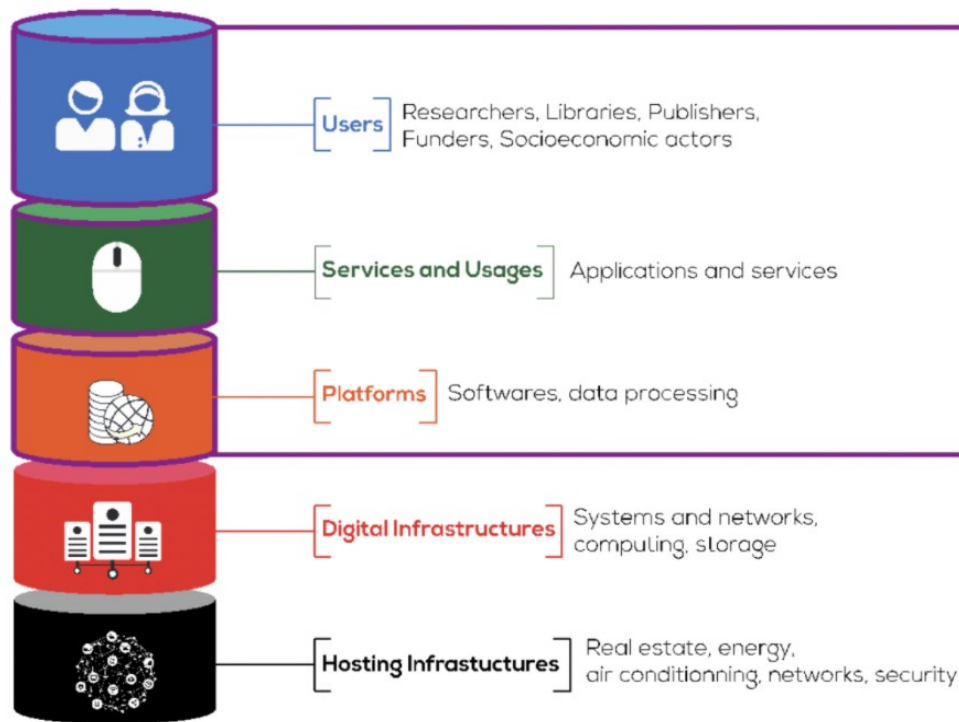 Users
Researchers, Libraries, Publishers,
Funders, Socioeconomic actors
Services and Usages
Applications and services
Platforms
Softwares, data processing
Digital Infrastructures
Systems and networks,
computing, storage
Hosting Infrastuctures
Real estate, energy,
air conditionning, networks, security